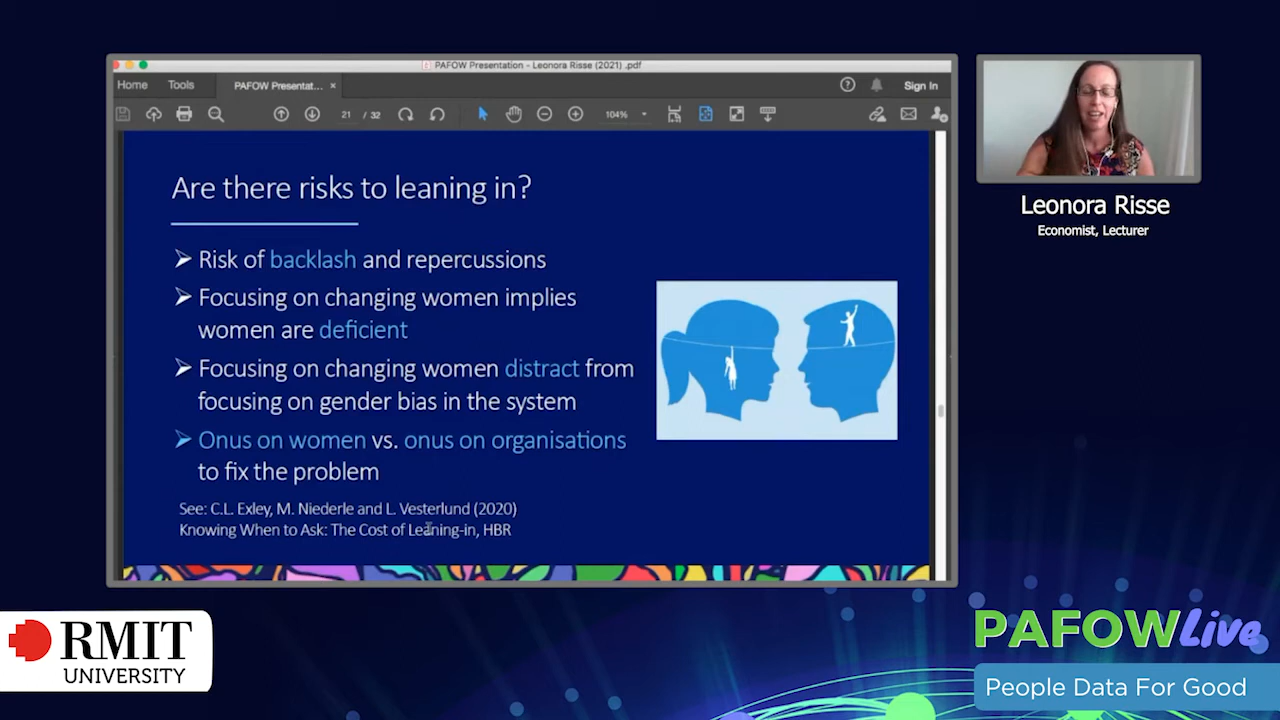 PAFOW Presentation - Leonora Risse (2021) .pdf
Home Tools PAFOW Presentat... × ? Sign In
21 / 32 104%
Are there risks to leaning in?
➢ Risk of backlash and repercussions
➢ Focusing on changing women implies
women are deficient
➢ Focusing on changing women distract from
focusing on gender bias in the system
➢ Onus on women vs. onus on organisations
to fix the problem
See: C.L. Exley, M. Niederle and L. Vesterlund (2020)
Knowing When to Ask: The Cost of Leaning-in, HBR
Leonora Risse
Economist, Lecturer
RMIT
UNIVERSITY
PAFOWLive
People Data For Good